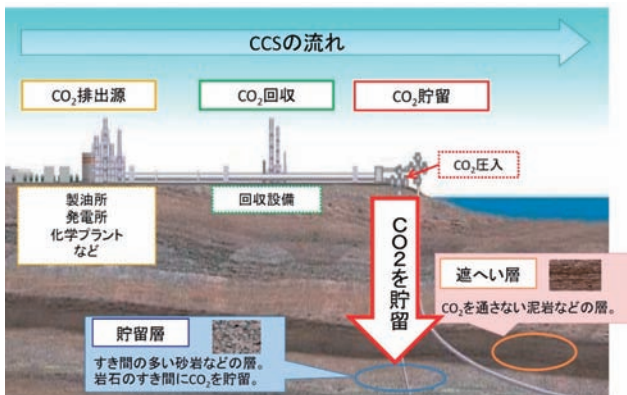 CCSの流れ
CO₂排出源
CO₂回収
CO₂貯留
CO₂圧入
製油所
発電所
化学プラント
など
回収設備
CO2を貯留
遮へい層
CO₂を通さない泥岩などの層。
貯留層
すき間の多い砂岩などの層。
岩石のすき間にCO₂を貯留。